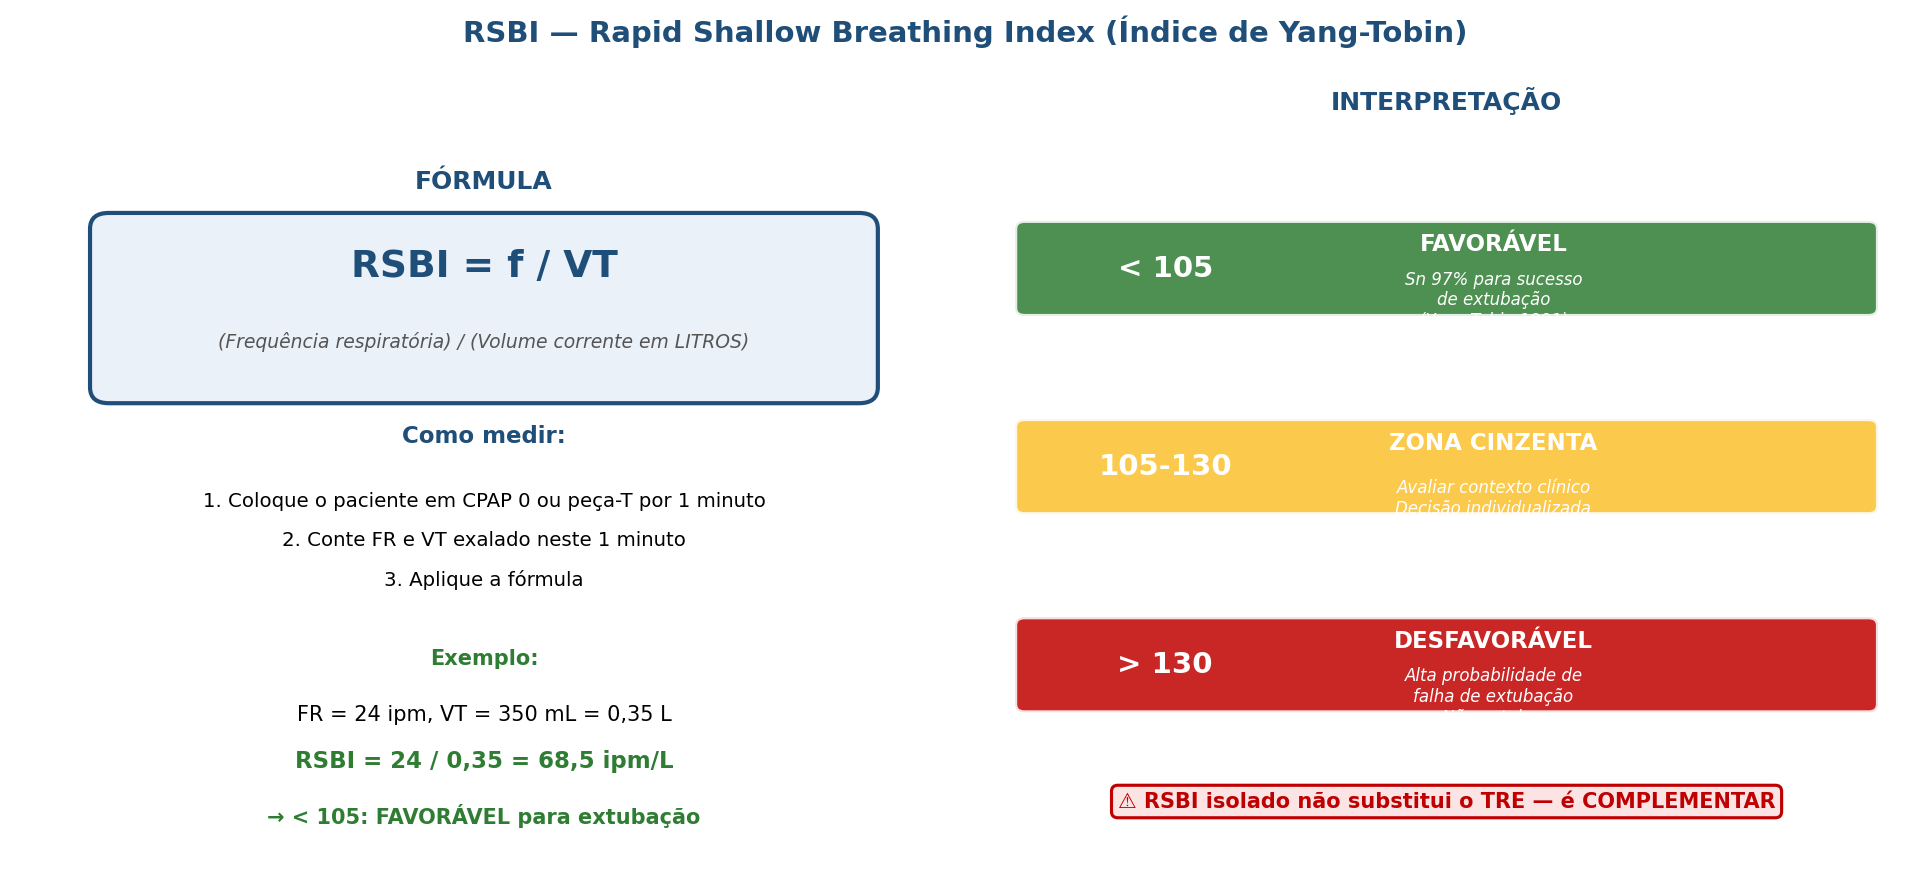 RSBI — Rapid Shallow Breathing Index (Índice de Yang-Tobin)
FÓRMULA
RSBI = f / VT
(Frequência respiratória) / (Volume corrente em LITROS)
Como medir:
1. Coloque o paciente em CPAP 0 ou peça-T por 1 minuto
2. Conte FR e VT exalado neste 1 minuto
3. Aplique a fórmula
Exemplo:
FR = 24 ipm, VT = 350 mL = 0,35 L
RSBI = 24 / 0,35 = 68,5 ipm/L
→ < 105: FAVORÁVEL para extubação
INTERPRETAÇÃO
< 105
FAVORÁVEL
Sn 97% para sucesso
de extubação
105-130
ZONA CINZENTA
Avaliar contexto clínico
Decisão individualizada
> 130
DESFAVORÁVEL
Alta probabilidade de
falha de extubação
⚠ RSBI isolado não substitui o TRE — é COMPLEMENTAR